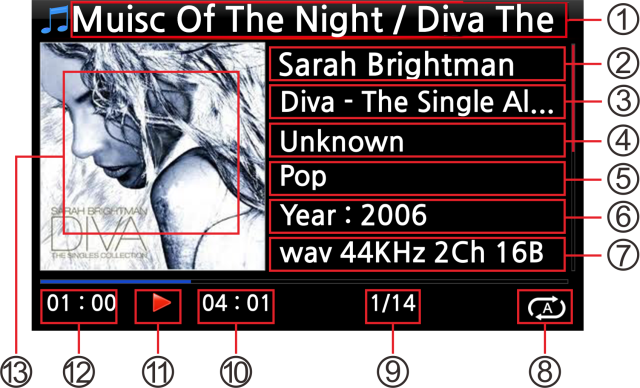 Muisc Of The Night / Diva The ①
Sarah Brightman ②
Diva - The Single Al... ③
Unknown ④
Pop ⑤
Year : 2006 ⑥
wav 44KHz 2Ch 16B ⑦
SARAH BRIGHTMAN
DIVA
THE SINGLES COLLECTION
01 : 00 04 : 01 1/14 A
⑬ ⑫ ⑪ ⑩ ⑨ ⑧